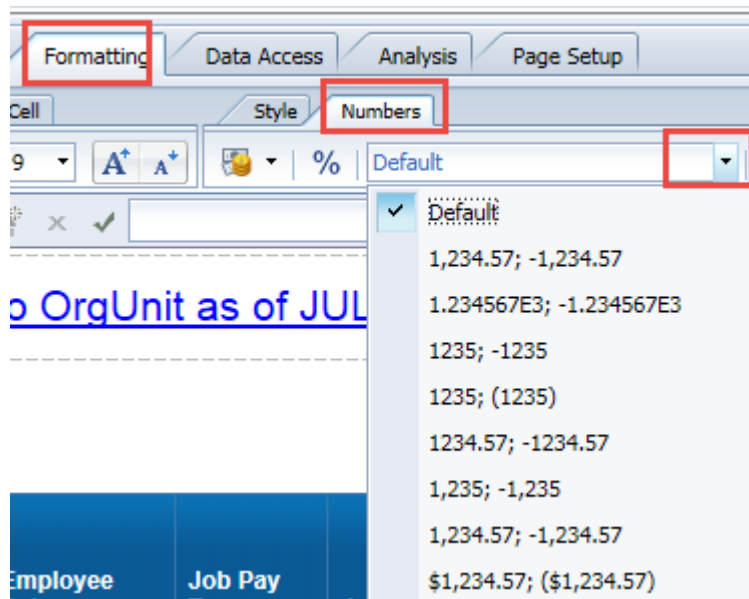 Formatting Data Access Analysis Page Setup
Cell Style Numbers
9 A A % Default
Default
1,234.57; -1,234.57
o OrgUnit as of JUL
1.234567E3; -1.234567E3
1235; -1235
1235; (1235)
1234.57; -1234.57
1,235; -1,235
1,234.57; -1,234.57
Employee Job Pay $1,234.57; ($1,234.57)